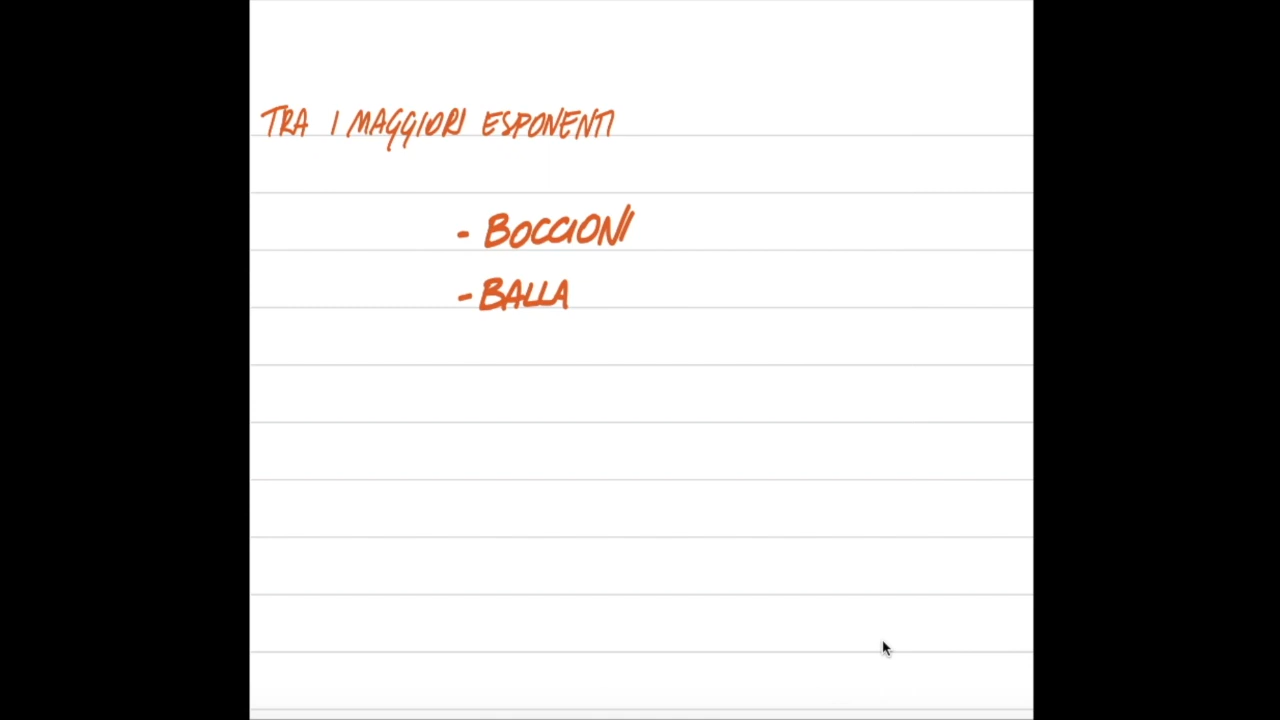 TRA I MAGGIORI ESPONENTI
- BOCCIONI
- BALLA